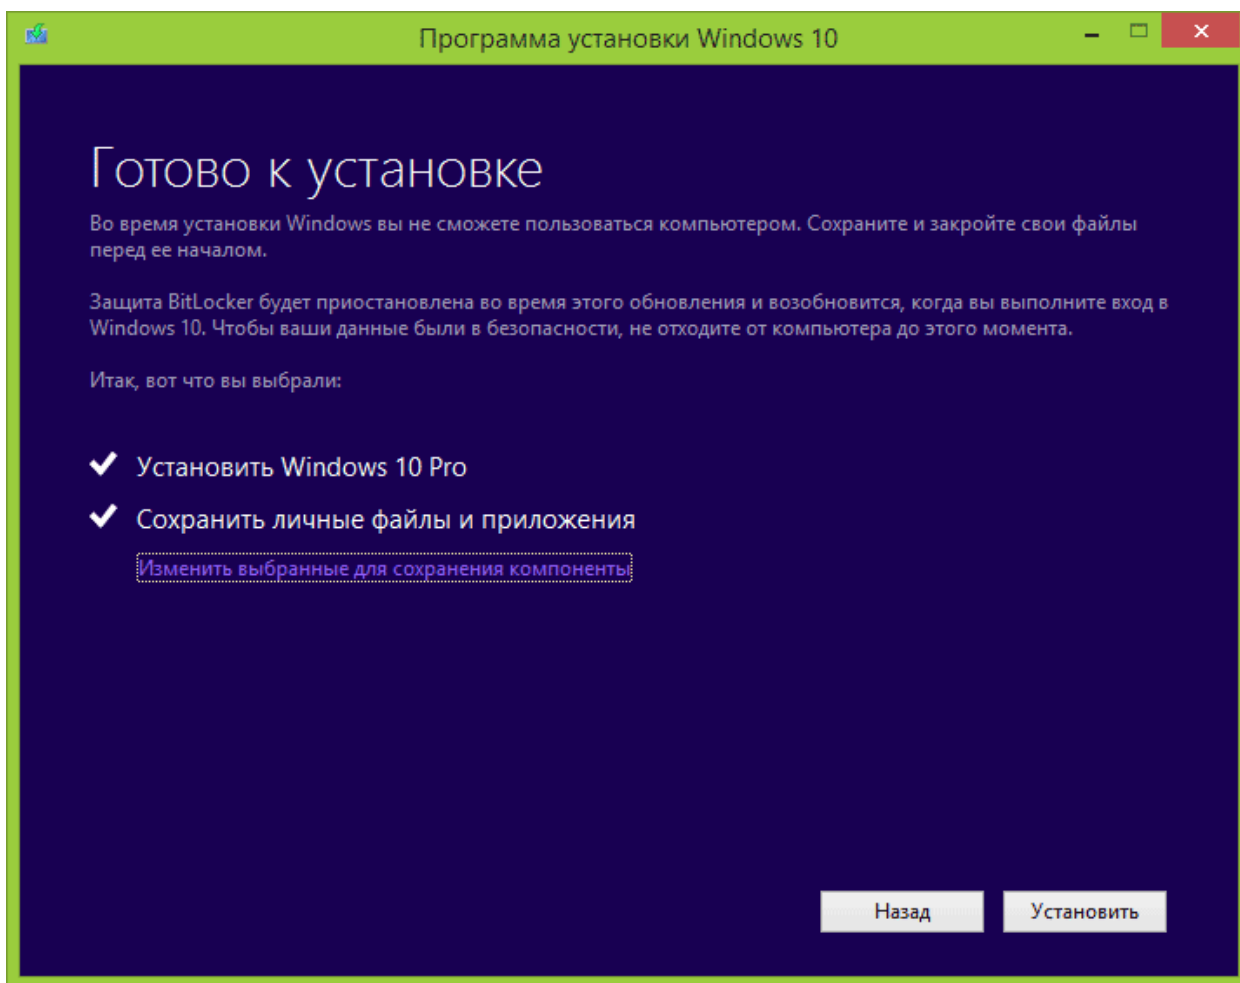 Программа установки Windows 10
Готово к установке
Во время установки Windows вы не сможете пользоваться компьютером. Сохраните и закройте свои файлы
перед ее началом.
Защита BitLocker будет приостановлена во время этого обновления и возобновится, когда вы выполните вход в
Windows 10. Чтобы ваши данные были в безопасности, не отходите от компьютера до этого момента.
Итак, вот что вы выбрали:
Установить Windows 10 Pro
Сохранить личные файлы и приложения
Изменить выбранные для сохранения компоненты
Назад
Установить